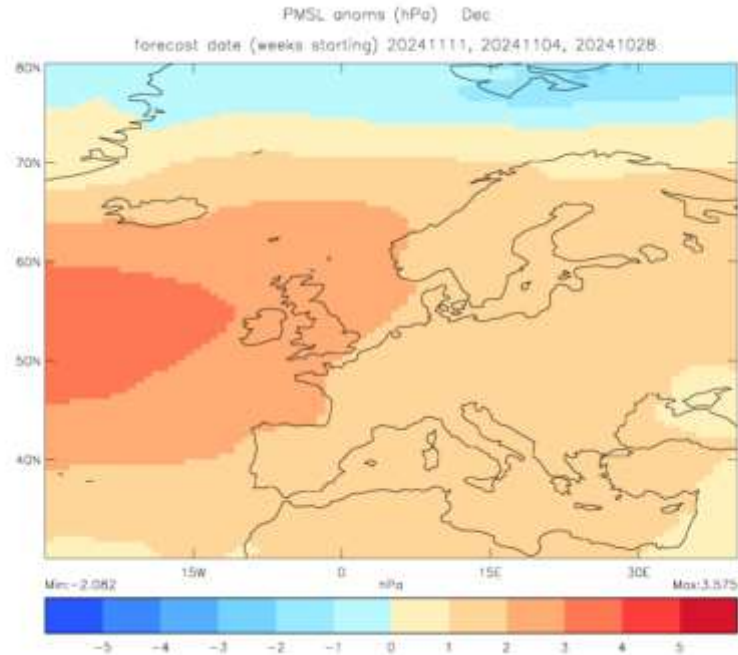 PMSL anoms (hPa) Dec
forecast date (weeks starting) 20241111, 20241104, 20241028
80N
70N
60N
50N
40N
15W 0 15E 30E
Min:-2.082 hPa Max:3.575
-5 -4 -3 -2 -1 0 1 2 3 4 5